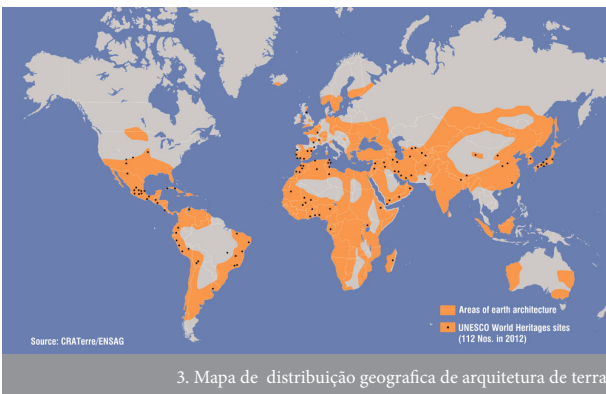 Areas of earth architecture
UNESCO World Heritages sites
(112 Nos. in 2012)
Source: CRATerre/ENSAG
3. Mapa de distribuição geografica de arquitetura de terra